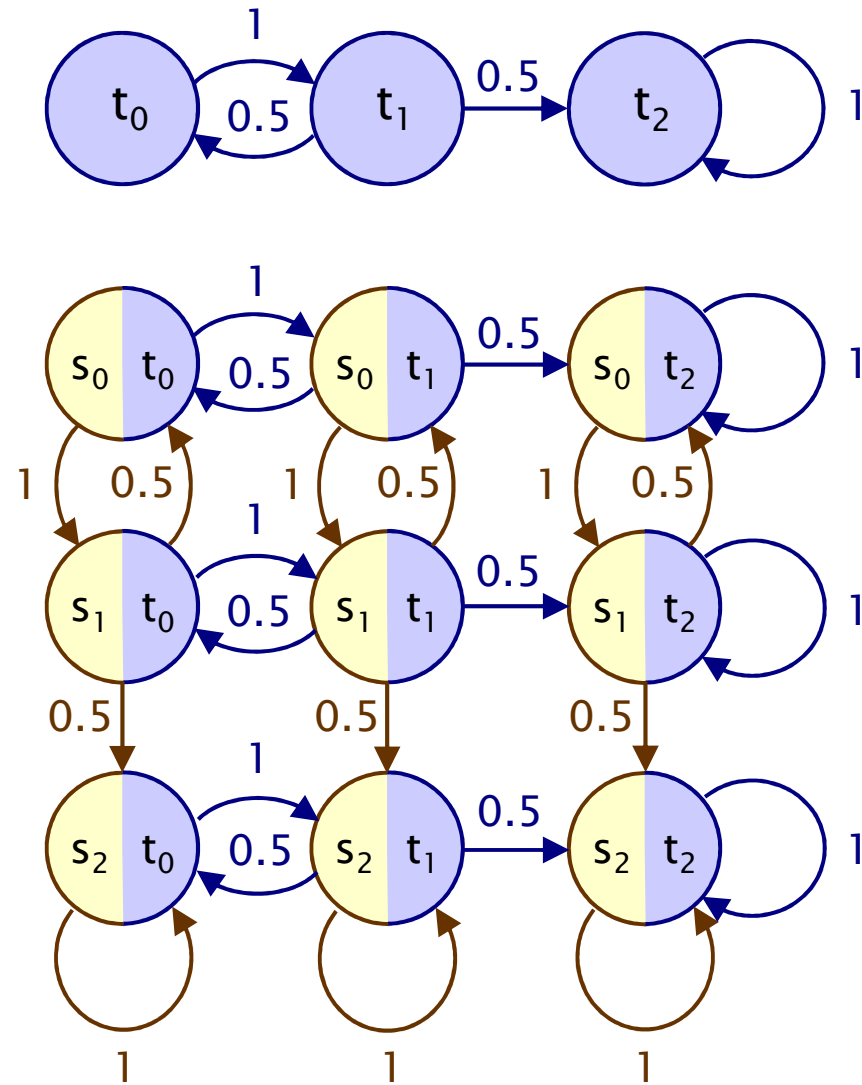 1
t₀ 0.5 t₁ 0.5 t₂ 1
1
s₀ t₀ 0.5 s₀ t₁ 0.5 s₀ t₂ 1
1 0.5 1 0.5 1 0.5
1
s₁ t₀ 0.5 s₁ t₁ 0.5 s₁ t₂ 1
0.5 0.5 0.5
1
s₂ t₀ 0.5 s₂ t₁ 0.5 s₂ t₂ 1
1 1 1